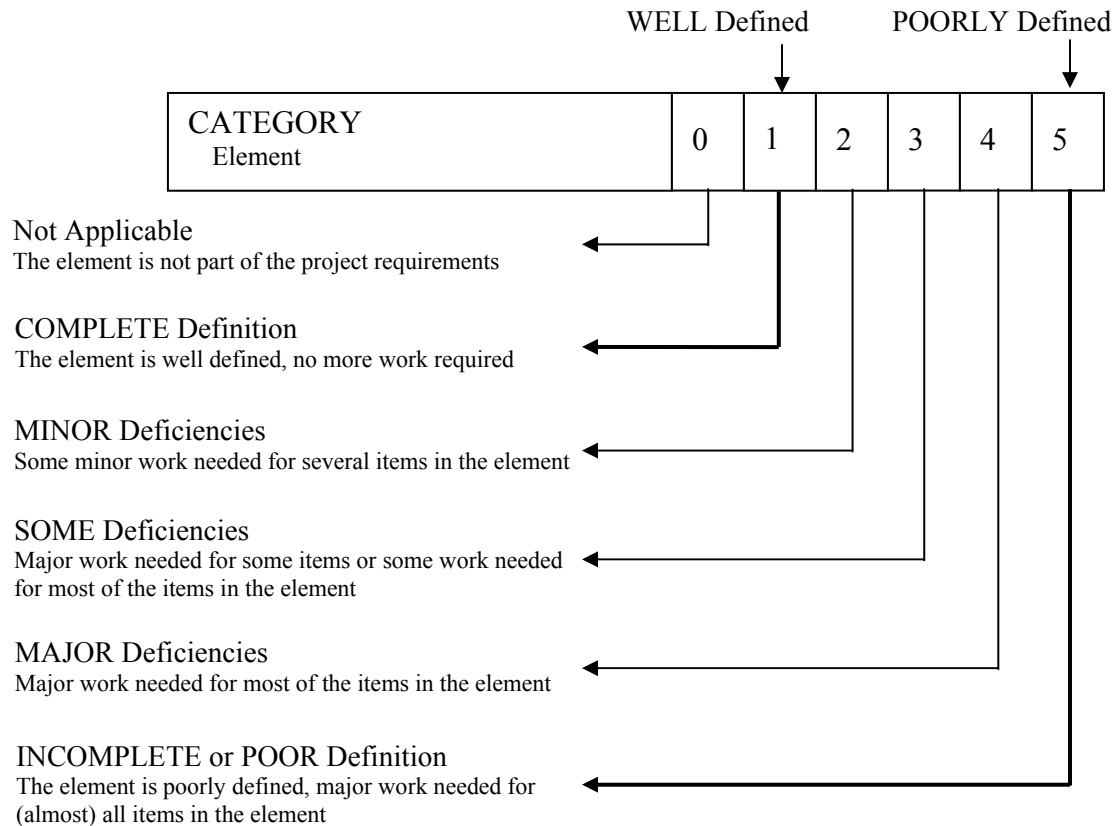 WELL Defined POORLY Defined
CATEGORY
Element
0 1 2 3 4 5
Not Applicable
The element is not part of the project requirements
COMPLETE Definition
The element is well defined, no more work required
MINOR Deficiencies
Some minor work needed for several items in the element
SOME Deficiencies
Major work needed for some items or some work needed
for most of the items in the element
MAJOR Deficiencies
Major work needed for most of the items in the element
INCOMPLETE or POOR Definition
The element is poorly defined, major work needed for
(almost) all items in the element